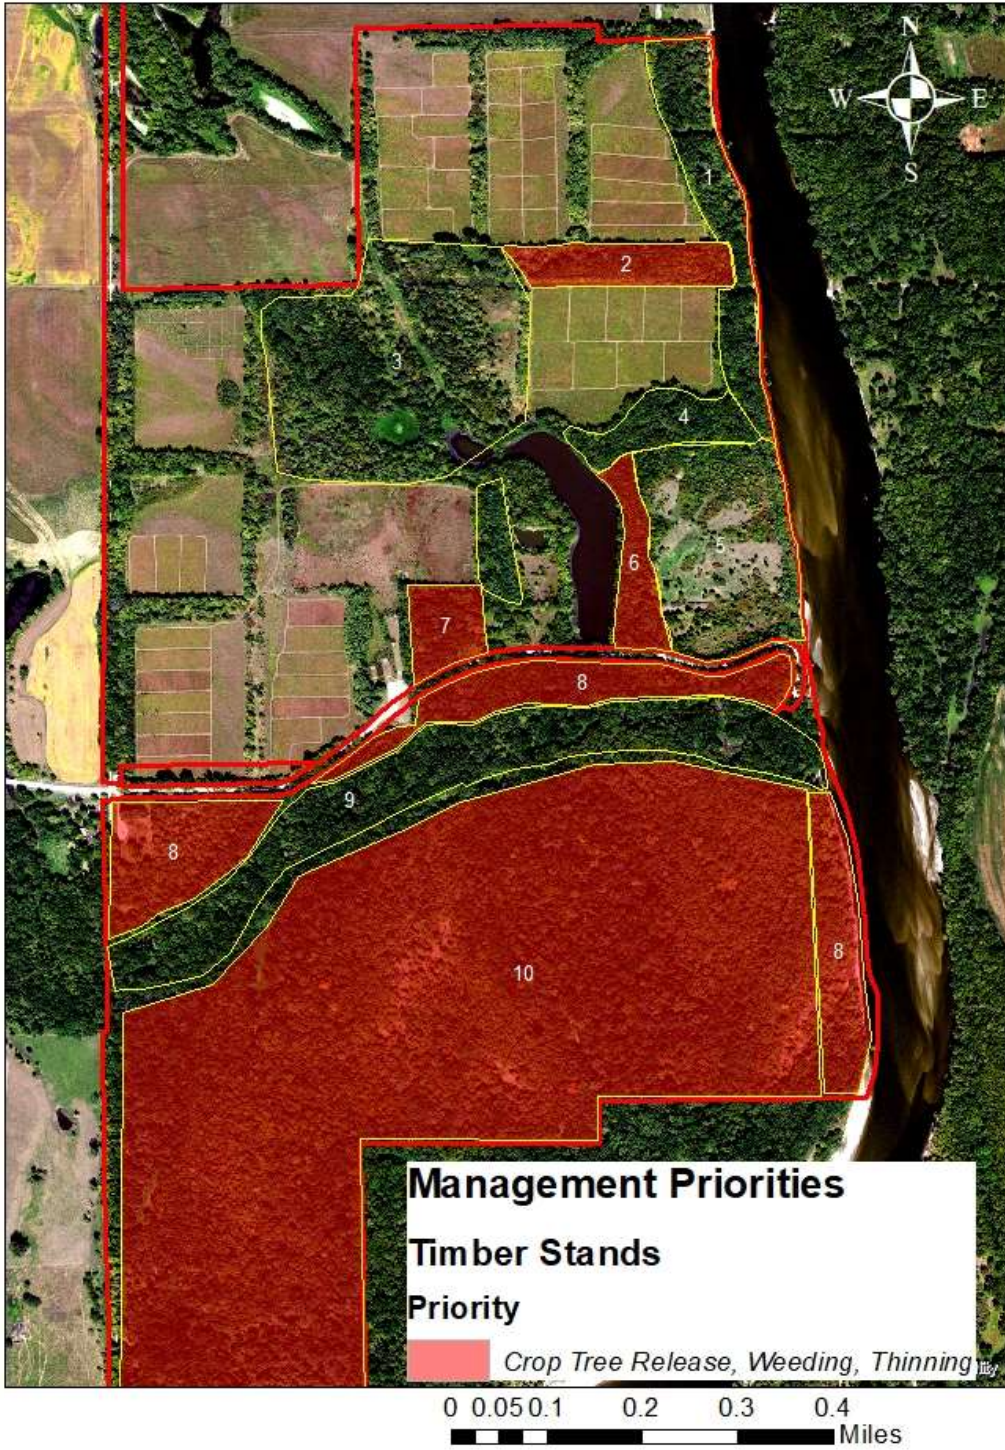 N
W E
S
1
2
3
4
5
6
7
8
9
8
10
8
Management Priorities
Timber Stands
Priority
Crop Tree Release, Weeding, Thinning
0 0.05 0.1 0.2 0.3 0.4
Miles